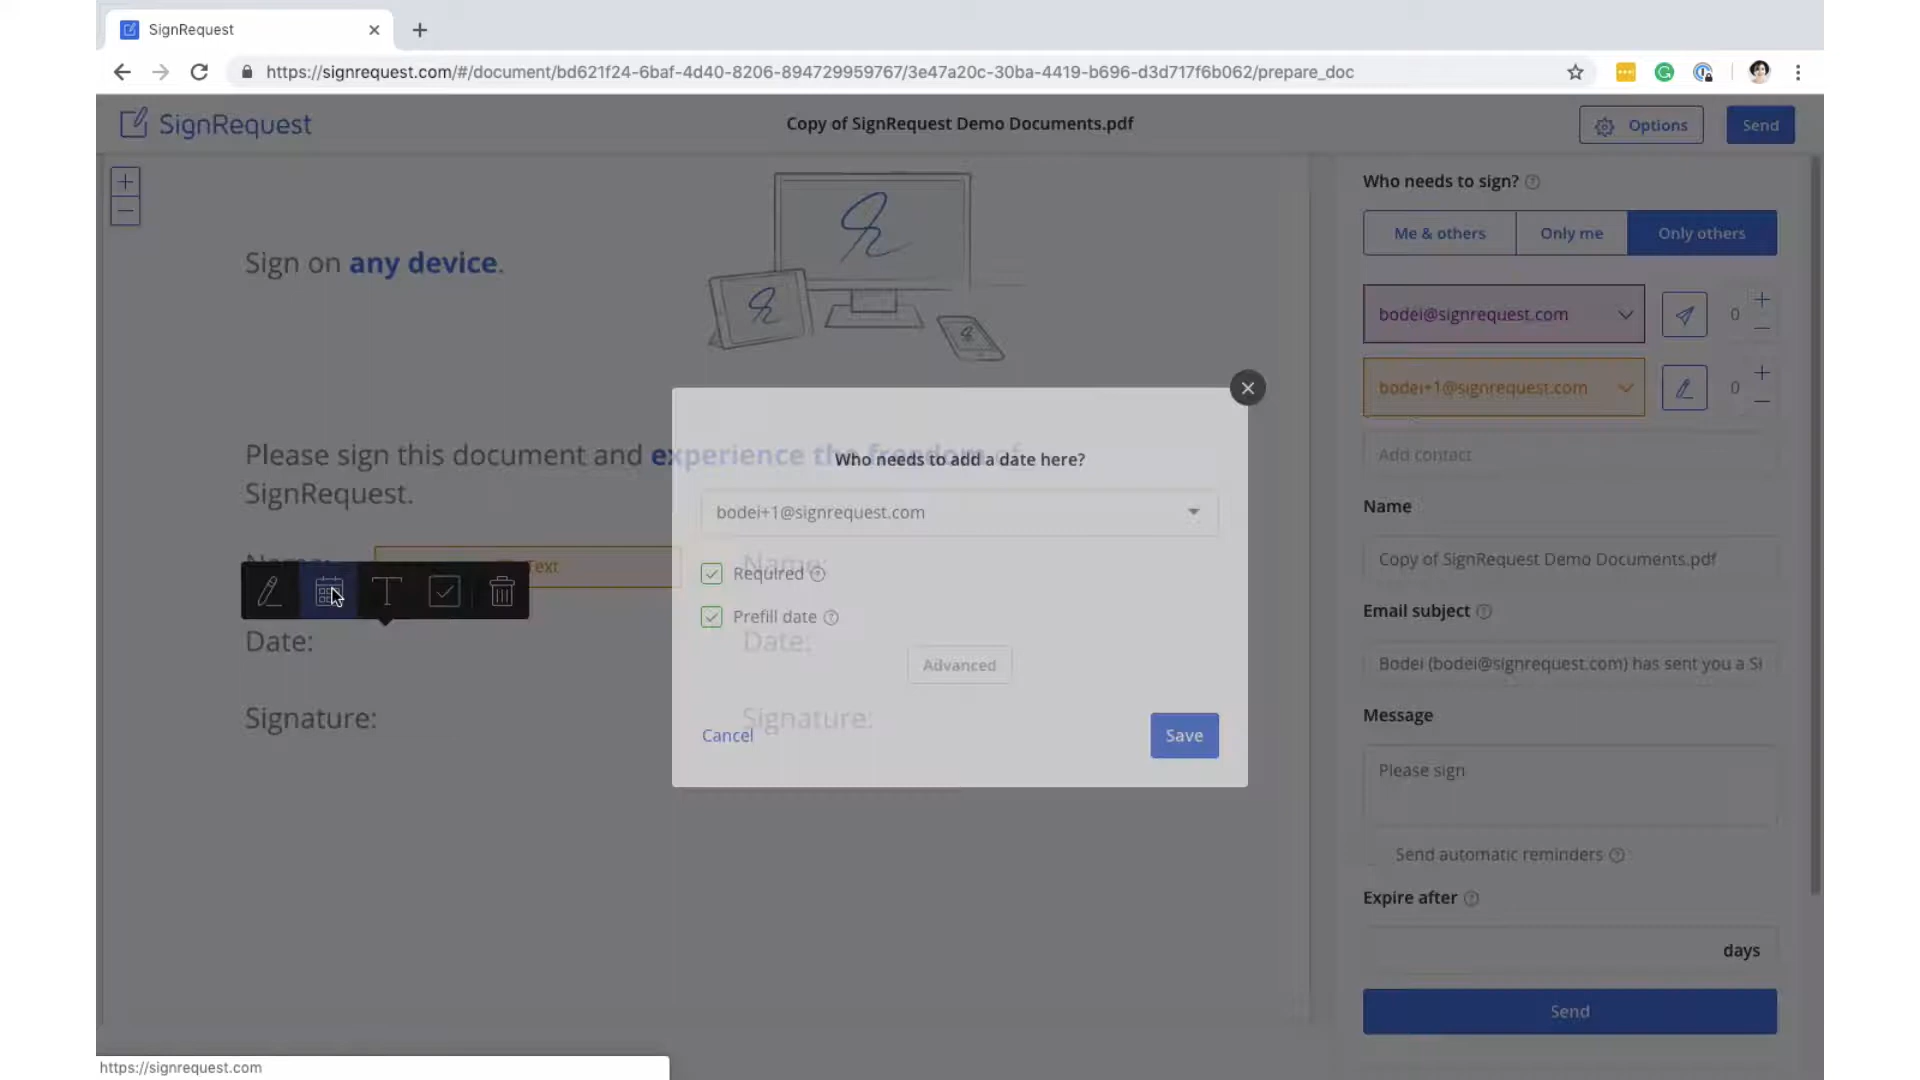 SignRequest
https://signrequest.com/#/document/bd621f24-6baf-4d40-8206-894729959767/3e47a20c-30ba-4419-b696-d3d717f6b062/prepare_doc
SignRequest
Copy of SignRequest Demo Documents.pdf
Options
Send
Sign on any device.
Please sign this document and experience the freedom of
SignRequest.
Name:
Text
Name:
Date:
Date:
Signature:
Signature:
Who needs to add a date here?
bodei+1@signrequest.com
Required
Prefill date
Advanced
Cancel
Save
Who needs to sign?
Me & others
Only me
Only others
bodei@signrequest.com
0
bodei+1@signrequest.com
0
Add contact
Name
Copy of SignRequest Demo Documents.pdf
Email subject
Bodei (bodei@signrequest.com) has sent you a Si
Message
Please sign
Send automatic reminders
Expire after
days
Send
https://signrequest.com